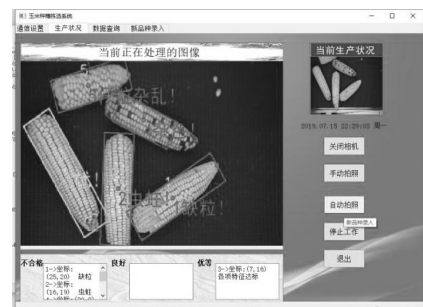 玉米种穗拣选系统
通信设置 生产状况 数据查询 新品种录入
当前正在处理的图像
当前生产状况
杂乱!
缺粒!
2019.07.15 22:29:05 周一
关闭相机
手动拍照
自动拍照
新品种录入
停止工作
退出
不合格
1->坐标:
(25,20) 缺粒
2->坐标:
(16,19) 虫蛀
良好
优等
3->坐标:(7,16)
各项特征达标